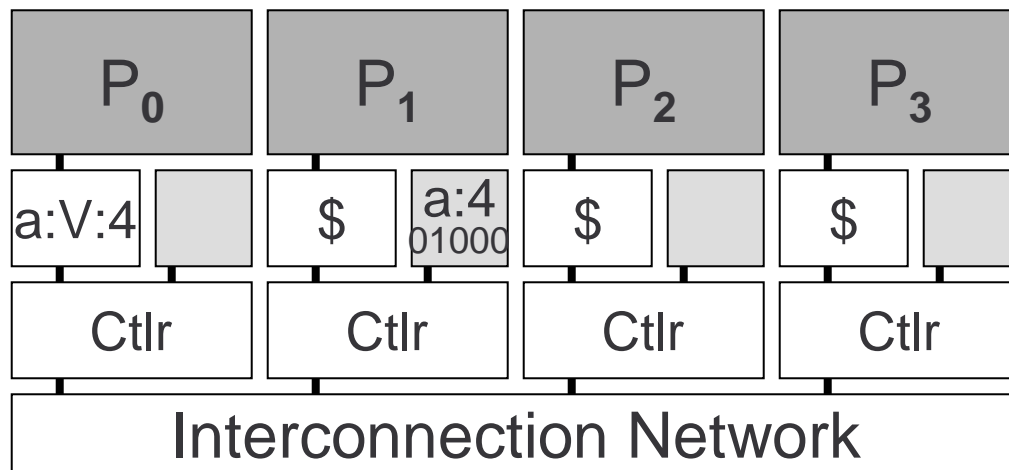 P0 P1 P2 P3
a:V:4 $ a:4 $ $
01000
Ctlr Ctlr Ctlr Ctlr
Interconnection Network